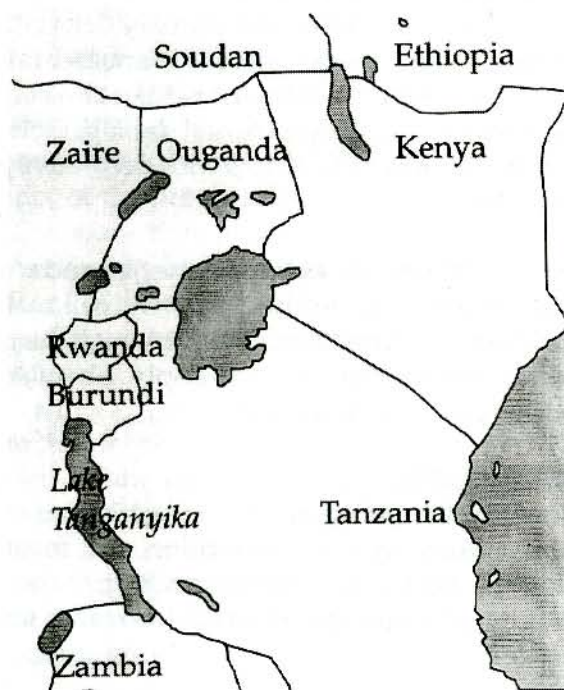 Soudan
Ethiopia
Zaire
Ouganda
Kenya
Rwanda
Burundi
Lake
Tanganyika
Tanzania
Zambia